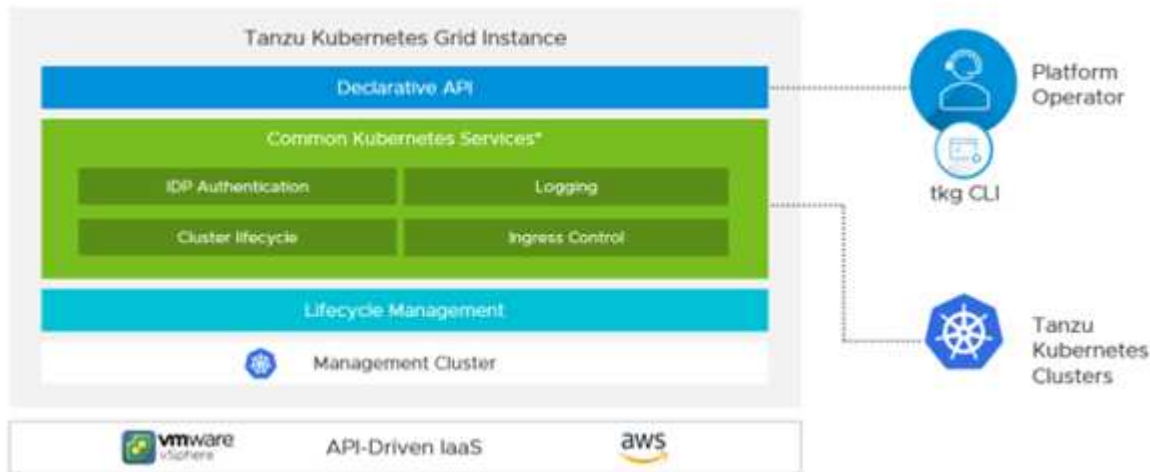 Tanzu Kubernetes Grid Instance
Declarative API
Common Kubernetes Services*
IDP Authentication
Logging
Cluster lifecycle
Ingress Control
Lifecycle Management
Management Cluster
vmware
vSphere
API-Driven IaaS
aws
Platform
Operator
tkg CLI
Tanzu
Kubernetes
Clusters